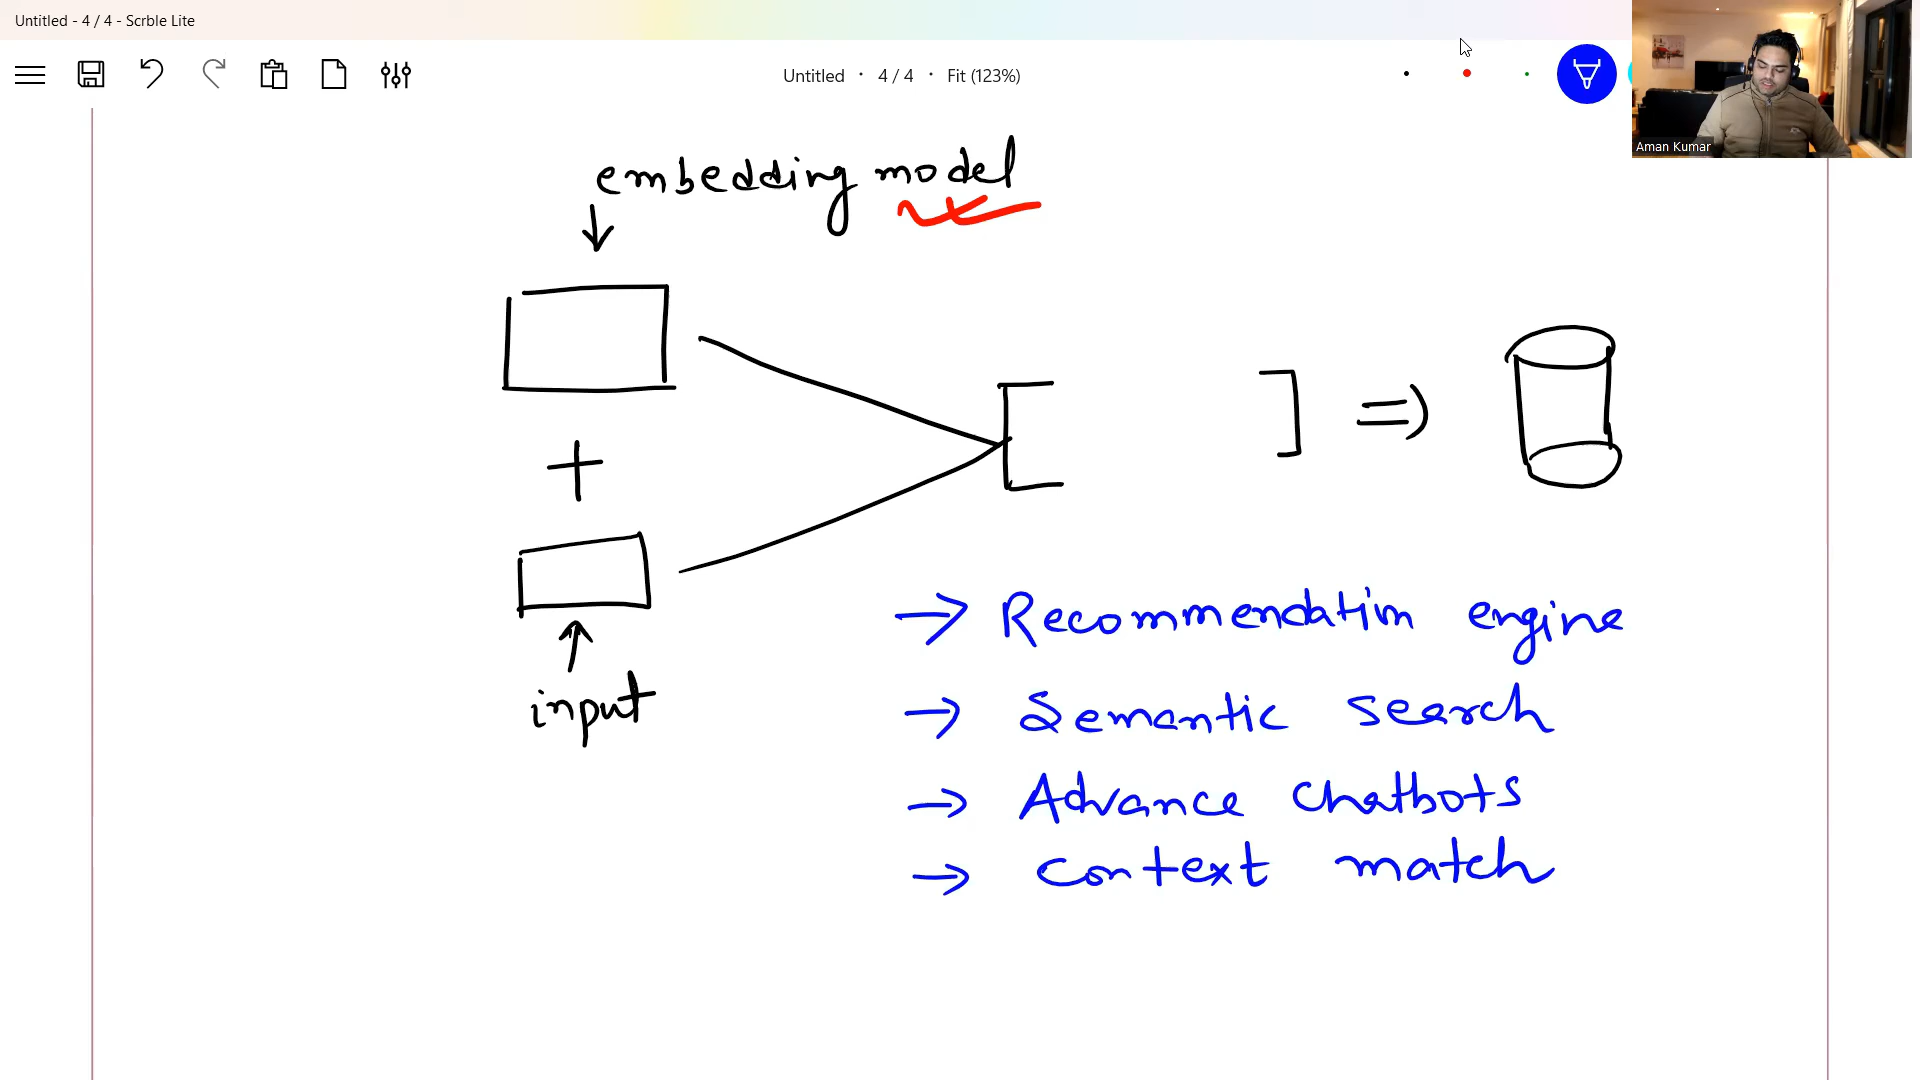 Untitled - 4 / 4 - Scrble Lite
Untitled • 4 / 4 • Fit (123%)
Aman Kumar
embedding model
input
Recommendation engine
Semantic search
Advance chatbots
Context match